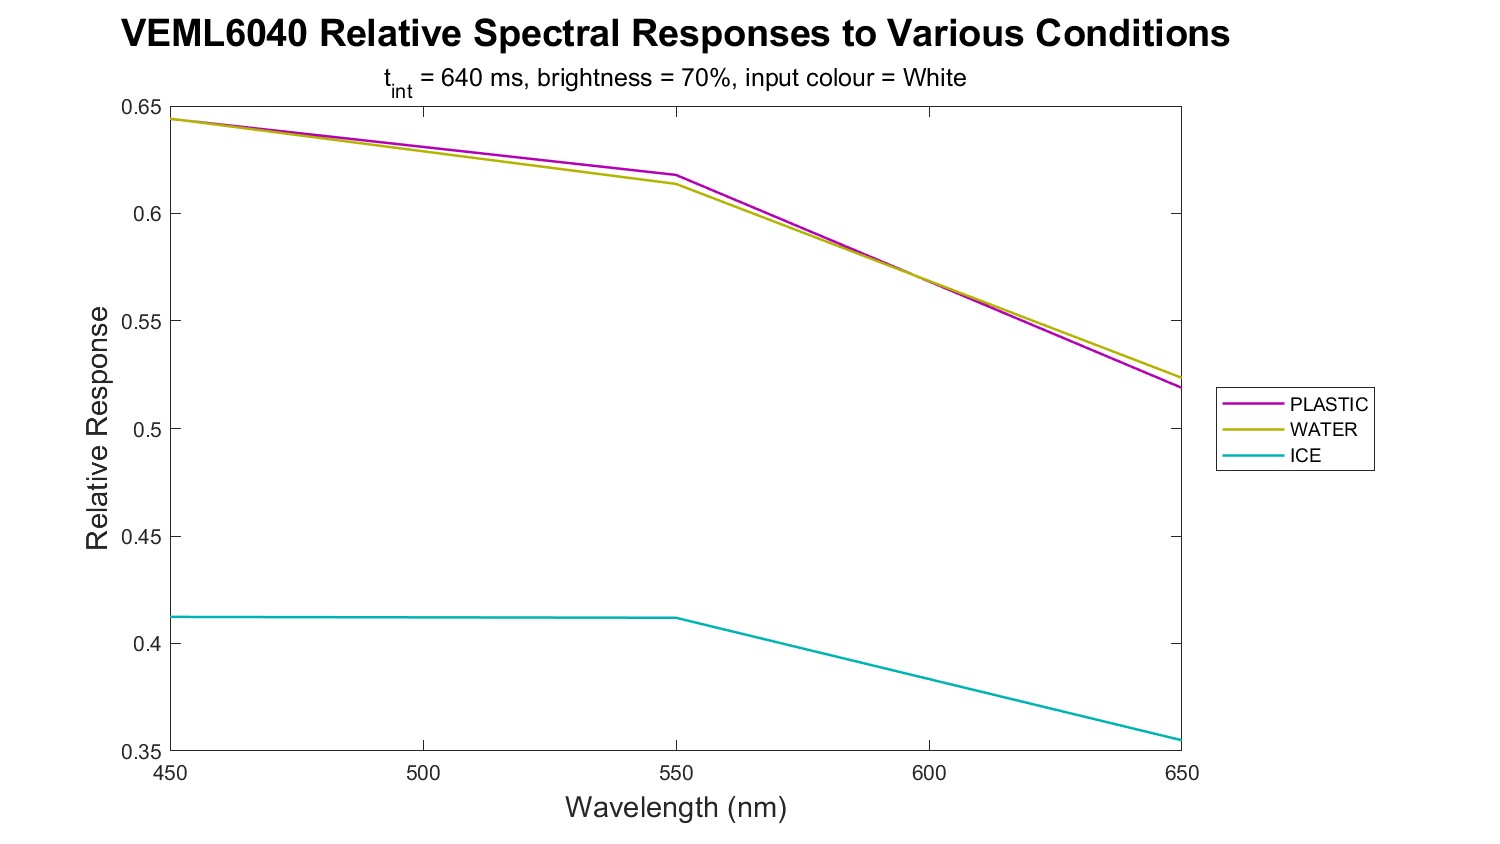 VEML6040 Relative Spectral Responses to Various Conditions
t_int = 640 ms, brightness = 70%, input colour = White
Relative Response
0.65
0.6
0.55
0.5
0.45
0.4
0.35
450 500 550 600 650
Wavelength (nm)
PLASTIC
WATER
ICE